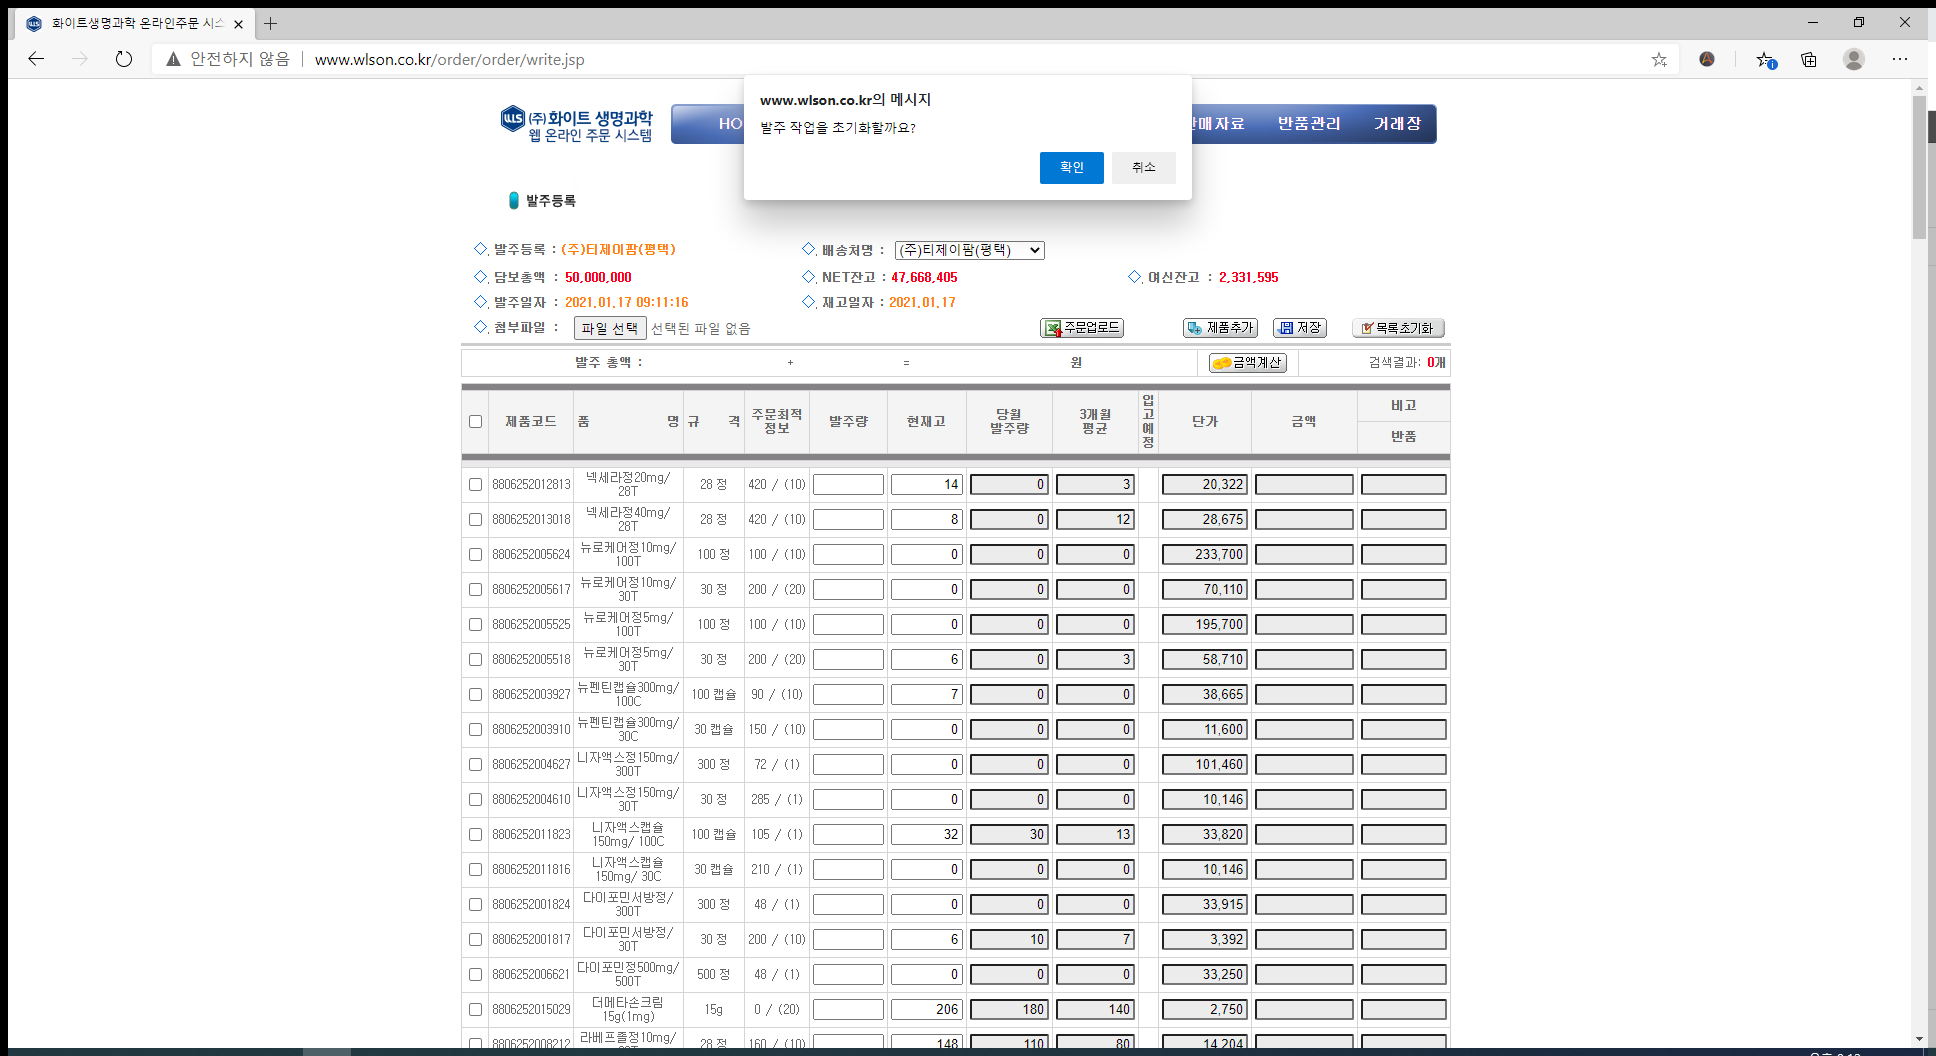 화이트생명과학 온라인주문 시스
안전하지 않음 | www.wlson.co.kr/order/order/write.jsp
www.wlson.co.kr의 메시지
발주 작업을 초기화할까요?
확인 취소
WLS (주)화이트 생명과학
웹 온라인 주문 시스템
HO 판매자료 반품관리 거래장
발주등록
발주등록 : (주)티제이팜(평택) 배송처명 : (주)티제이팜(평택)
담보총액 : 50,000,000 NET잔고 : 47,668,405 여신잔고 : 2,331,595
발주일자 : 2021.01.17 09:11:16 재고일자 : 2021.01.17
첨부파일 : 파일 선택 선택된 파일 없음 주문업로드 제품추가 저장 목록초기화
발주 총액 : + = 원 금액계산 검색결과: 0개
제품코드 품 명 규 격 주문최적 정보 발주량 현재고 당월 발주량 3개월 평균 입고예정 단가 금액 비고 반품
8806252012813 넥세라정20mg/ 28T 28 정 420 / (10) 14 0 3 20,322
8806252013018 넥세라정40mg/ 28T 28 정 420 / (10) 8 0 12 28,675
8806252005624 뉴로케어정10mg/ 100T 100 정 100 / (10) 0 0 0 233,700
8806252005617 뉴로케어정10mg/ 30T 30 정 200 / (20) 0 0 0 70,110
8806252005525 뉴로케어정5mg/ 100T 100 정 100 / (10) 0 0 0 195,700
8806252005518 뉴로케어정5mg/ 30T 30 정 200 / (20) 6 0 3 58,710
8806252003927 뉴펜틴캡슐300mg/ 100C 100 캡슐 90 / (10) 7 0 0 38,665
8806252003910 뉴펜틴캡슐300mg/ 30C 30 캡슐 150 / (10) 0 0 0 11,600
8806252004627 니자액스정150mg/ 300T 300 정 72 / (1) 0 0 0 101,460
8806252004610 니자액스정150mg/ 30T 30 정 285 / (1) 0 0 0 10,146
8806252011823 니자액스캡슐 150mg/ 100C 100 캡슐 105 / (1) 32 30 13 33,820
8806252011816 니자액스캡슐 150mg/ 30C 30 캡슐 210 / (1) 0 0 0 10,146
8806252001824 다이포민서방정/ 300T 300 정 48 / (1) 0 0 0 33,915
8806252001817 다이포민서방정/ 30T 30 정 200 / (10) 6 10 7 3,392
8806252006621 다이포민정500mg/ 500T 500 정 48 / (1) 0 0 0 33,250
8806252015029 더메타손크림 15g(1mg) 15g 0 / (20) 206 180 140 2,750
8806252008212 라베프졸정10mg/ 28 정 160 / (10) 148 110 80 14,204